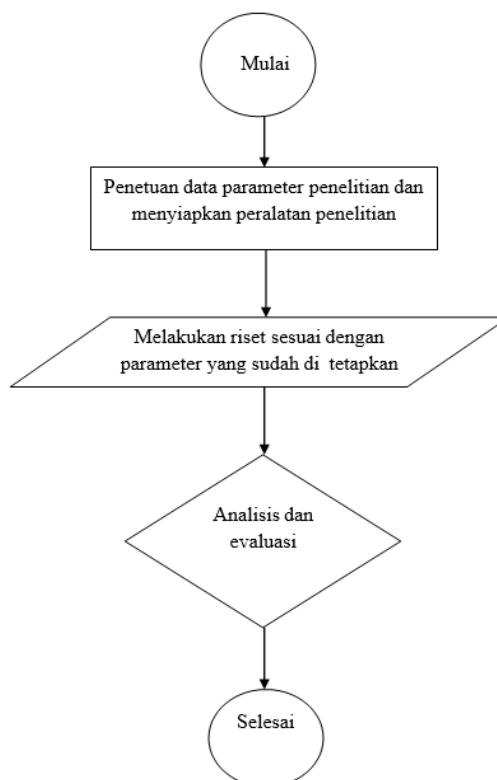 Mulai
Penetuan data parameter penelitian dan
menyiapkan peralatan penelitian
Melakukan riset sesuai dengan
parameter yang sudah di tetapkan
Analisis dan
evaluasi
Selesai